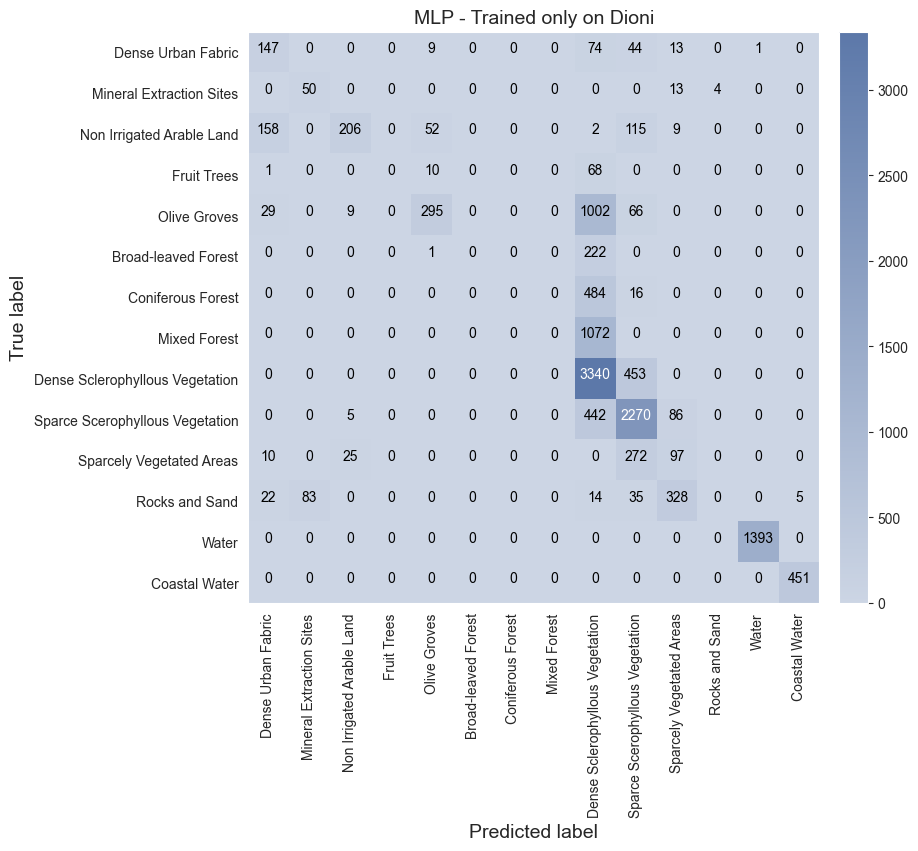 MLP - Trained only on Dioni
True label
Dense Urban Fabric 147 0 0 0 9 0 0 0 74 44 13 0 1 0
Mineral Extraction Sites 0 50 0 0 0 0 0 0 0 0 13 4 0 0
Non Irrigated Arable Land 158 0 206 0 52 0 0 0 2 115 9 0 0 0
Fruit Trees 1 0 0 0 10 0 0 0 68 0 0 0 0 0
Olive Groves 29 0 9 0 295 0 0 0 1002 66 0 0 0 0
Broad-leaved Forest 0 0 0 0 1 0 0 0 222 0 0 0 0 0
Coniferous Forest 0 0 0 0 0 0 0 0 484 16 0 0 0 0
Mixed Forest 0 0 0 0 0 0 0 0 1072 0 0 0 0 0
Dense Sclerophyllous Vegetation 0 0 0 0 0 0 0 0 3340 453 0 0 0 0
Sparce Scerophyllous Vegetation 0 0 5 0 0 0 0 0 442 2270 86 0 0 0
Sparcely Vegetated Areas 10 0 25 0 0 0 0 0 0 272 97 0 0 0
Rocks and Sand 22 83 0 0 0 0 0 0 14 35 328 0 0 5
Water 0 0 0 0 0 0 0 0 0 0 0 0 1393 0
Coastal Water 0 0 0 0 0 0 0 0 0 0 0 0 0 451
Dense Urban Fabric
Mineral Extraction Sites
Non Irrigated Arable Land
Fruit Trees
Olive Groves
Broad-leaved Forest
Coniferous Forest
Mixed Forest
Dense Sclerophyllous Vegetation
Sparce Scerophyllous Vegetation
Sparcely Vegetated Areas
Rocks and Sand
Water
Coastal Water
Predicted label
3000
2500
2000
1500
1000
500
0